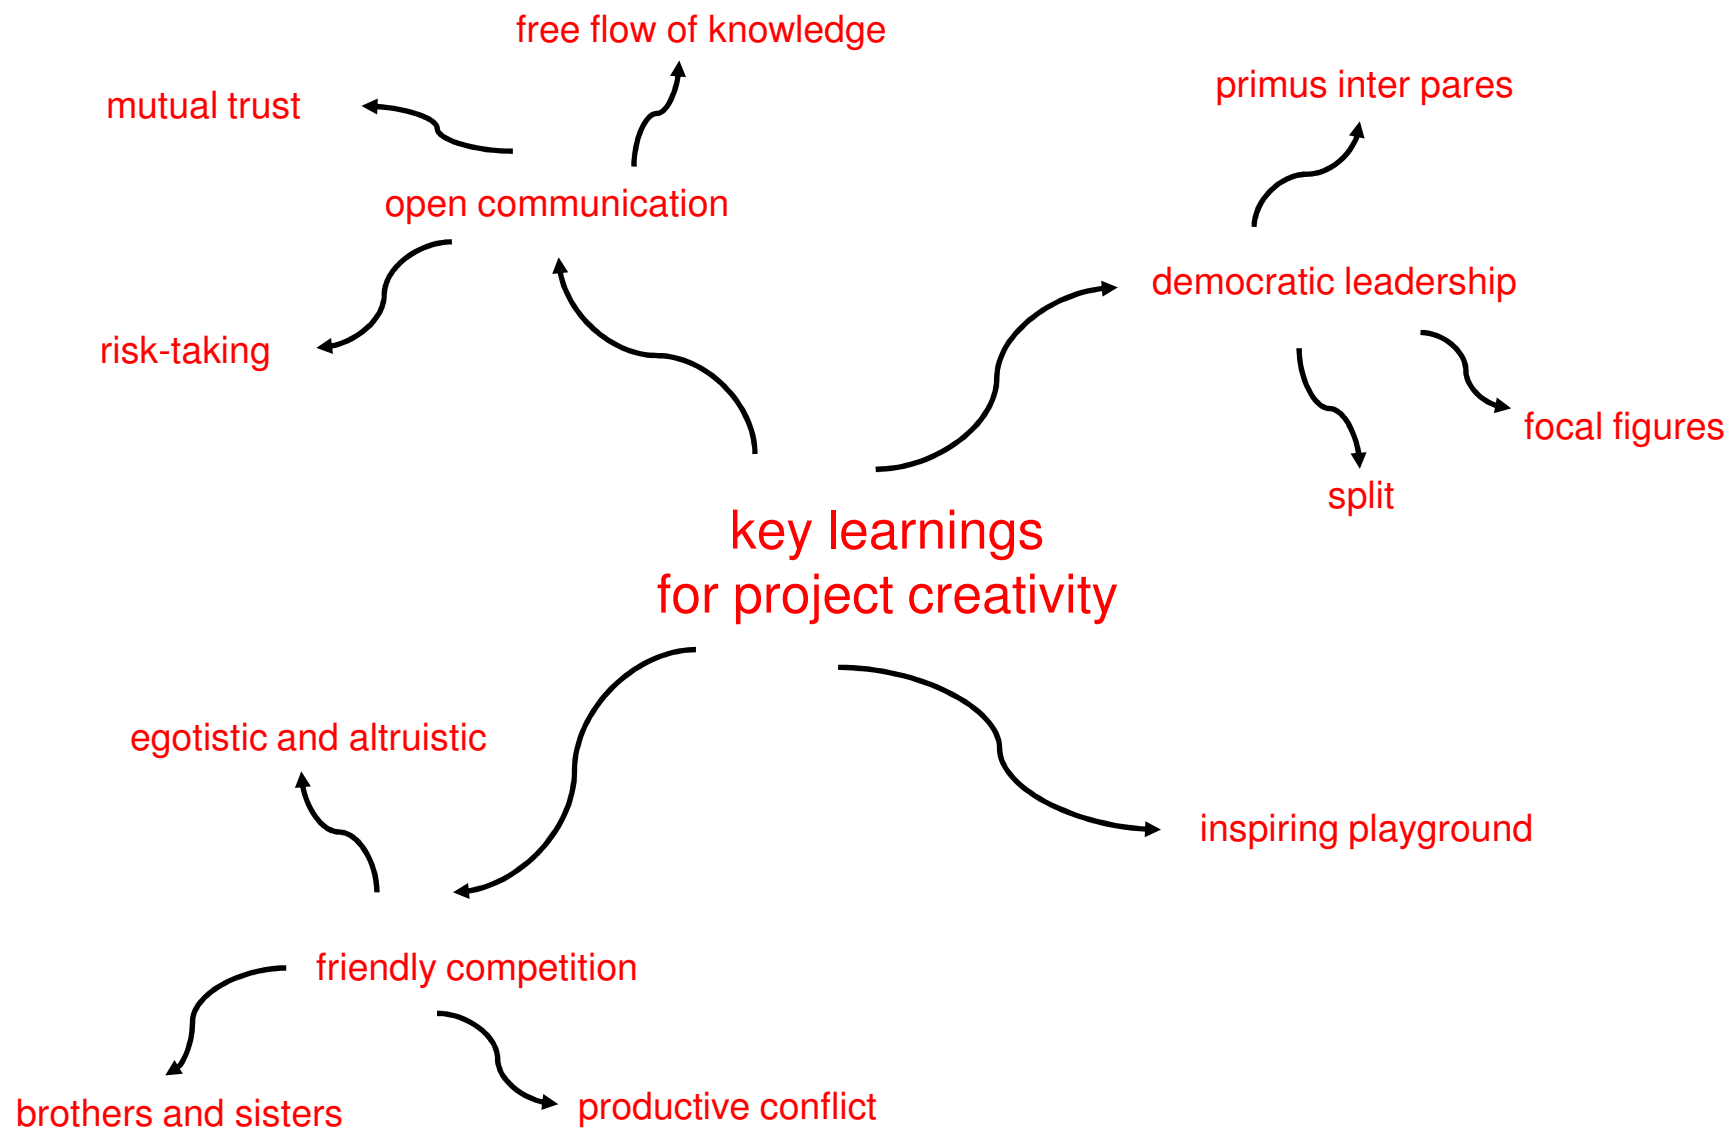 free flow of knowledge
mutual trust
primus inter pares
open communication
democratic leadership
risk-taking
focal figures
split
key learnings
for project creativity
egotistic and altruistic
inspiring playground
friendly competition
brothers and sisters
productive conflict